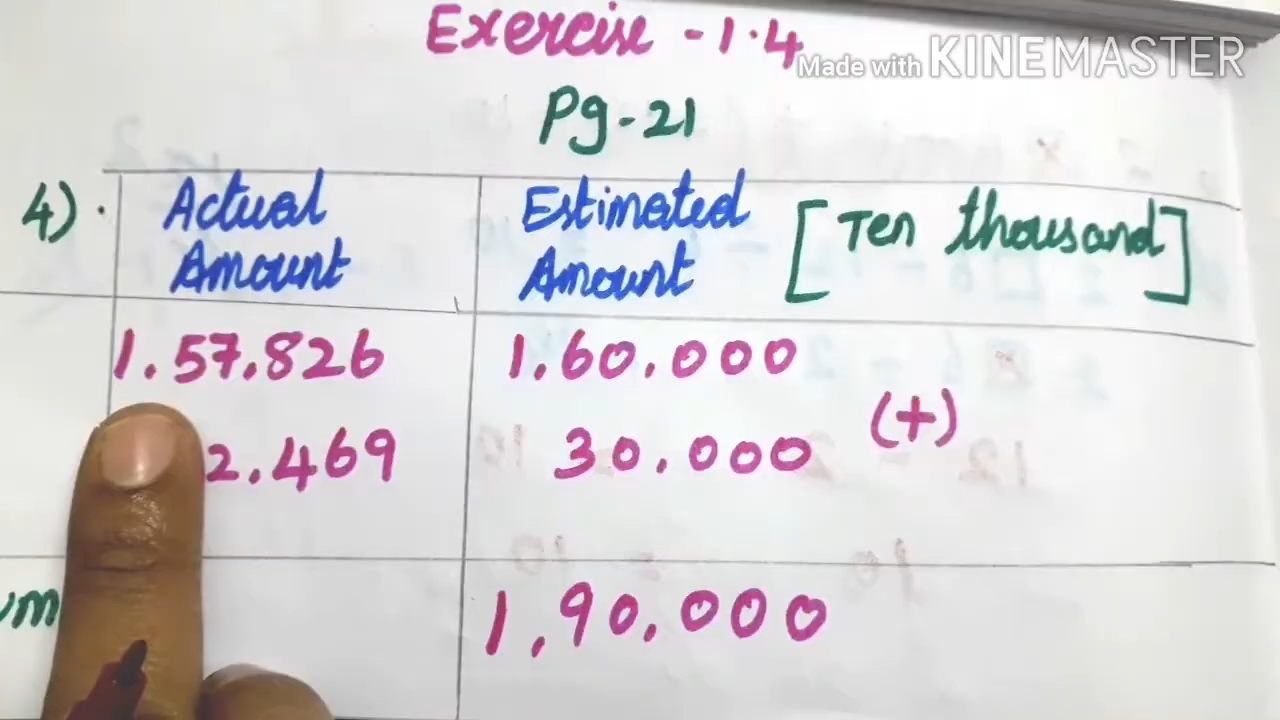 Exercise - 1.4
Made with KINEMASTER
Pg - 21
4). Actual Amount Estimated Amount [Ten thousand]
1.57.826 1.60.000
2.469 30.000 (+)
1,90,000